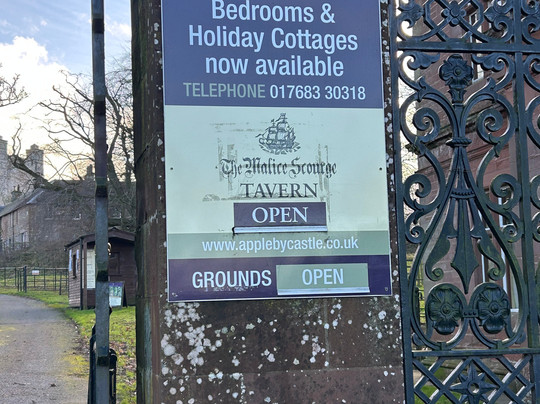 Bedrooms &
Holiday Cottages
now available
TELEPHONE 017683 30318
The Malice Scourge
TAVERN
OPEN
www.applebycastle.co.uk
GROUNDS OPEN